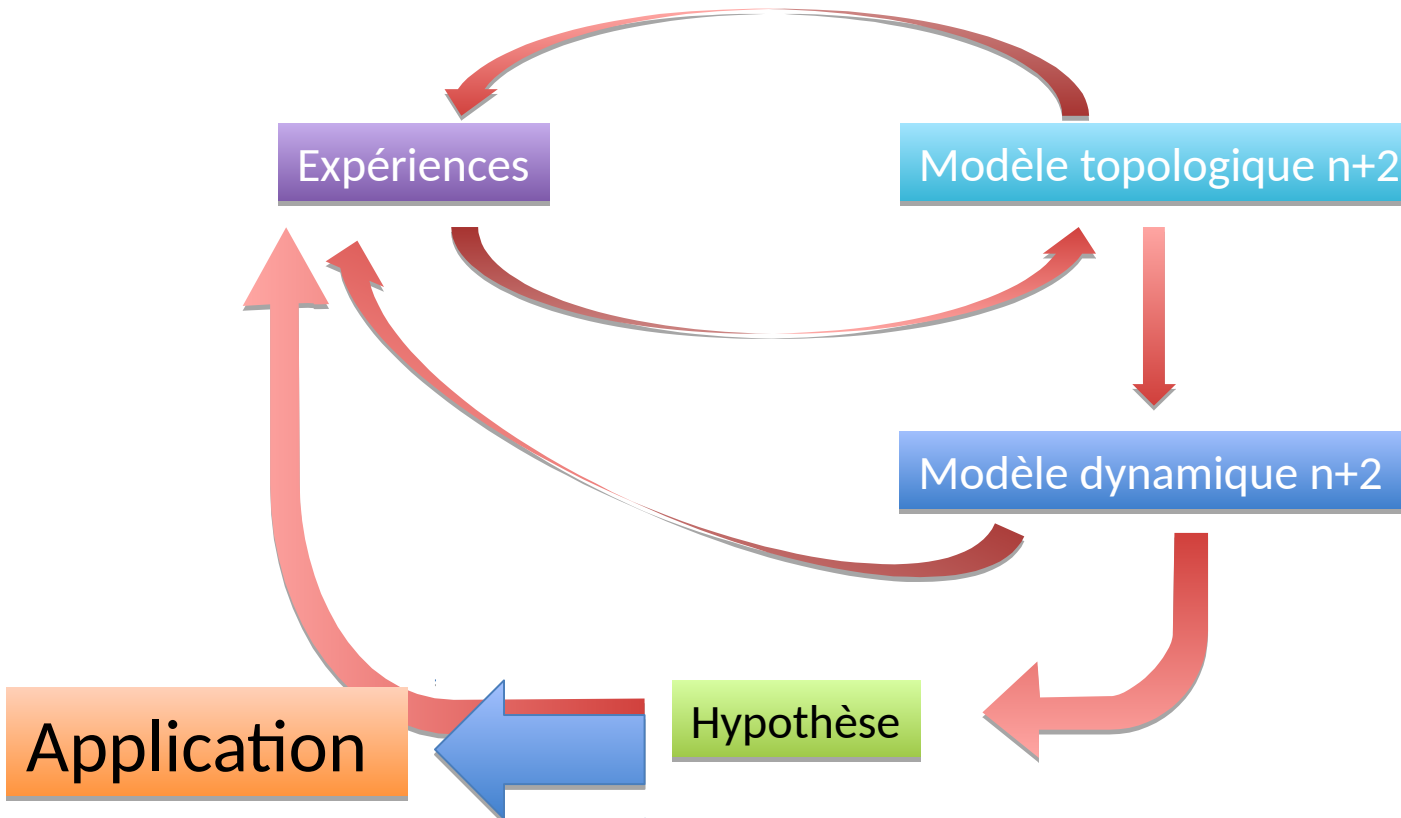 Expériences
Modèle topologique n+2
Modèle dynamique n+2
Hypothèse
Application